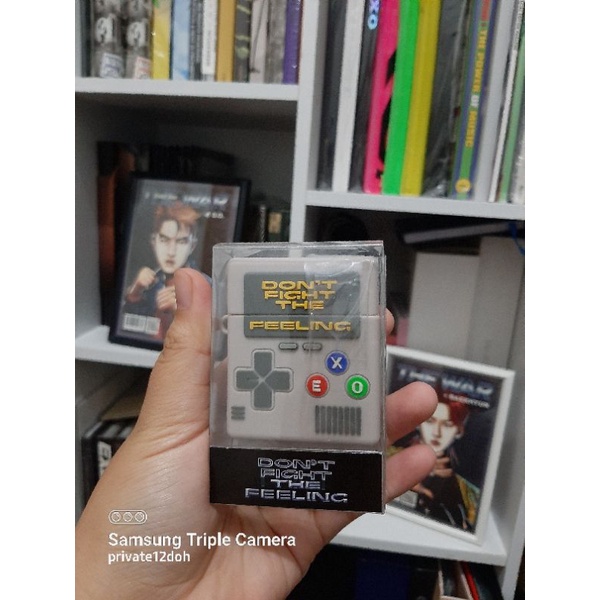 EXO
THE POWER OF MUSIC
THE WAR
DON'T
FIGHT
THE
FEELING
X
E
O
THE WAR
DON'T
FIGHT
THE
FEELING
Samsung Triple Camera
private12doh